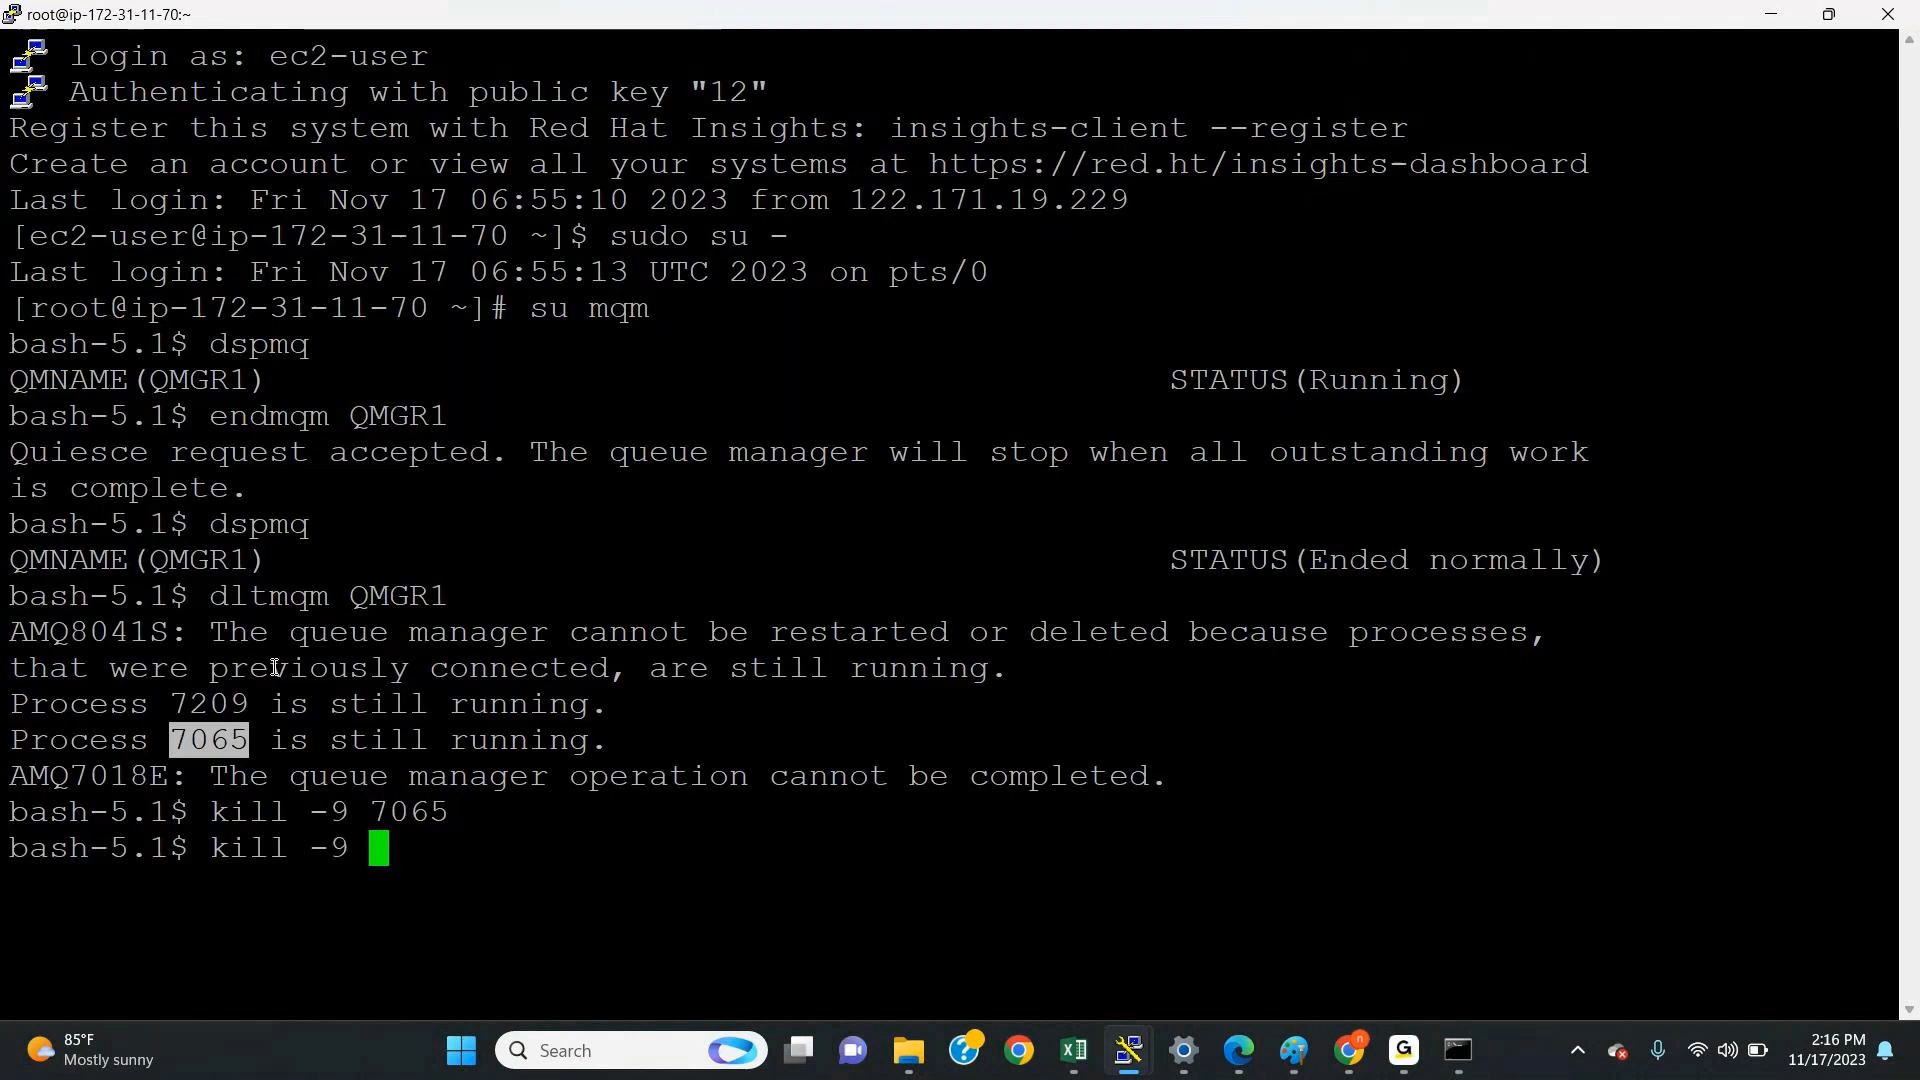 root@ip-172-31-11-70:~
login as: ec2-user
Authenticating with public key "12"
Register this system with Red Hat Insights: insights-client --register
Create an account or view all your systems at https://red.ht/insights-dashboard
Last login: Fri Nov 17 06:55:10 2023 from 122.171.19.229
[ec2-user@ip-172-31-11-70 ~]$ sudo su -
Last login: Fri Nov 17 06:55:13 UTC 2023 on pts/0
[root@ip-172-31-11-70 ~]# su mqm
bash-5.1$ dspmq
QMNAME(QMGR1) STATUS(Running)
bash-5.1$ endmqm QMGR1
Quiesce request accepted. The queue manager will stop when all outstanding work
is complete.
bash-5.1$ dspmq
QMNAME(QMGR1) STATUS(Ended normally)
bash-5.1$ dltmqm QMGR1
AMQ8041S: The queue manager cannot be restarted or deleted because processes,
that were previously connected, are still running.
Process 7209 is still running.
Process 7065 is still running.
AMQ7018E: The queue manager operation cannot be completed.
bash-5.1$ kill -9 7065
bash-5.1$ kill -9
85°F
Mostly sunny
Search
2:16 PM
11/17/2023